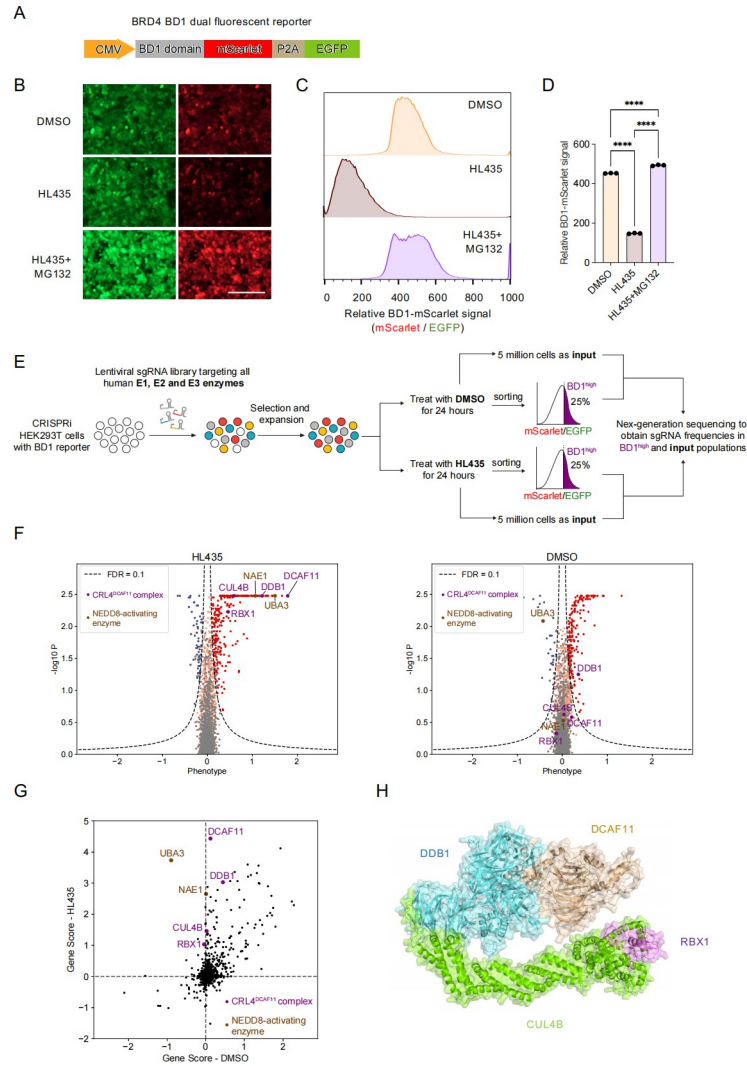 A
BRD4 BD1 dual fluorescent reporter
CMV
BD1 domain
mScarlet
P2A
EGFP
B
DMSO
HL435
HL435+
MG132
C
DMSO
HL435
HL435+
MG132
0
200
400
600
800
1000
Relative BD1-mScarlet signal
(mScarlet / EGFP)
D
****
****
****
600
400
200
0
Relative BD1-mScarlet signal
DMSO
HL435
HL435+MG132
E
Lentiviral sgRNA library targeting all
human E1, E2 and E3 enzymes
CRISPRi
HEK293T cells
with BD1 reporter
Selection and
expansion
5 million cells as input
Treat with DMSO
for 24 hours
sorting
BD1high
25%
mScarlet/EGFP
Treat with HL435
for 24 hours
sorting
BD1high
25%
mScarlet/EGFP
5 million cells as input
Nex-generation sequencing to
obtain sgRNA frequencies in
BD1high and input populations
F
HL435
FDR = 0.1
CRL4DCAF11 complex
NEDD8-activating
enzyme
NAE1
DCAF11
CUL4B
DDB1
UBA3
RBX1
3.0
2.5
2.0
1.5
1.0
0.5
0.0
-log10 P
−2
−1
0
1
2
Phenotype
DMSO
FDR = 0.1
CRL4DCAF11 complex
NEDD8-activating
enzyme
UBA3
DDB1
CUL4B
DCAF11
NAE1
RBX1
3.0
2.5
2.0
1.5
1.0
0.5
0.0
-log10 P
−2
−1
0
1
2
Phenotype
G
DCAF11
UBA3
DDB1
NAE1
CUL4B
RBX1
CRL4DCAF11 complex
NEDD8-activating
enzyme
5
4
3
2
1
0
−1
−2
Gene Score - HL435
−2
−1
0
1
2
Gene Score - DMSO
H
DCAF11
DDB1
RBX1
CUL4B